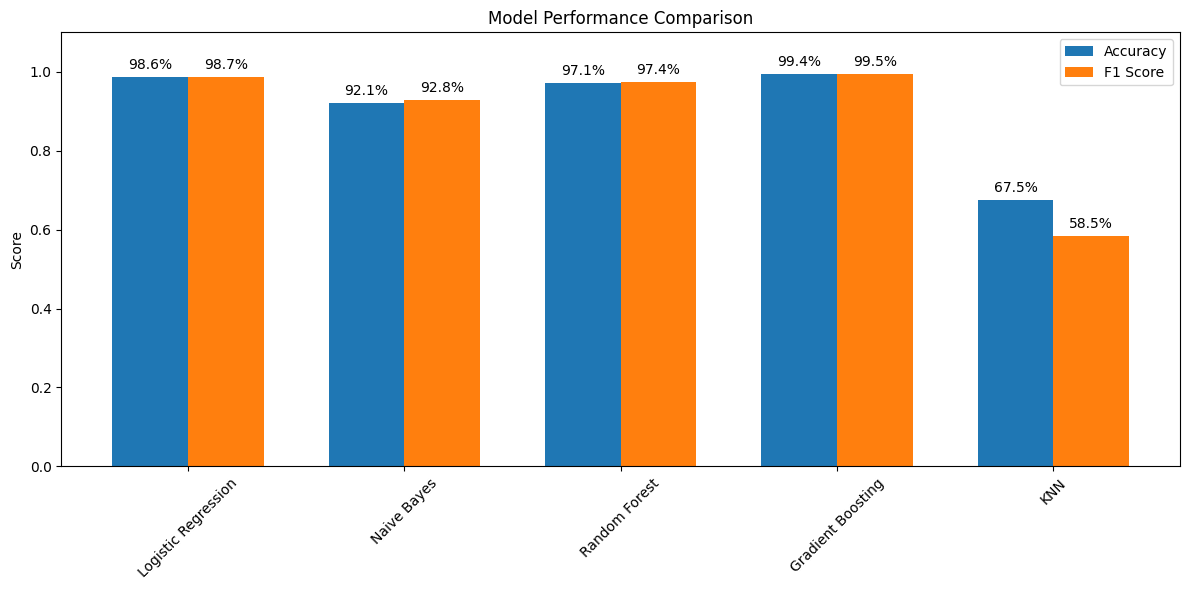 Model Performance Comparison
Accuracy
F1 Score
98.6% 98.7% 92.1% 92.8% 97.1% 97.4% 99.4% 99.5% 67.5% 58.5%
Score
1.0
0.8
0.6
0.4
0.2
0.0
Logistic Regression
Naive Bayes
Random Forest
Gradient Boosting
KNN